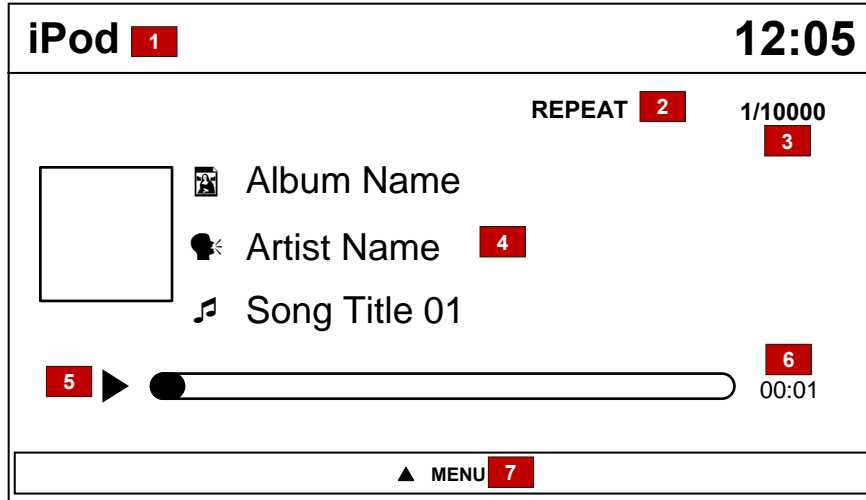 iPod 1 12:05
REPEAT 2 1/10000
3
Album Name
Artist Name 4
Song Title 01
5 6
00:01
▲ MENU 7